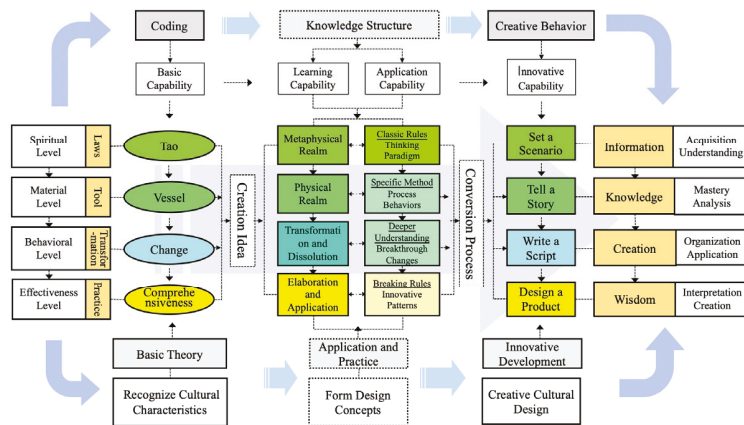 Coding
Knowledge Structure
Creative Behavior
Basic
Capability
Learning
Capability
Application
Capability
Innovative
Capability
Spiritual
Level
Laws
Material
Level
Tool
Behavioral
Level
Transfor
-mation
Effectiveness
Level
Practice
Tao
Vessel
Change
Comprehe
nsiveness
Creation Idea
Metaphysical
Realm
Physical
Realm
Transformati
on and
Dissolution
Elaboration and
Application
Classic Rules
Thinking
Paradigm
Specific Method
Process
Behaviors
Deeper
Understanding
Breakthrough
Changes
Breaking Rules
Innovative
Patterns
Conversion Process
Set a
Scenario
Tell a
Story
Write a
Script
Design a
Product
Information
Knowledge
Creation
Wisdom
Acquisition
Understanding
Mastery
Analysis
Organization
Application
Interpretation
Creation
Basic Theory
Application and
Practice
Innovative
Development
Recognize Cultural
Characteristics
Form Design
Concepts
Creative Cultural
Design